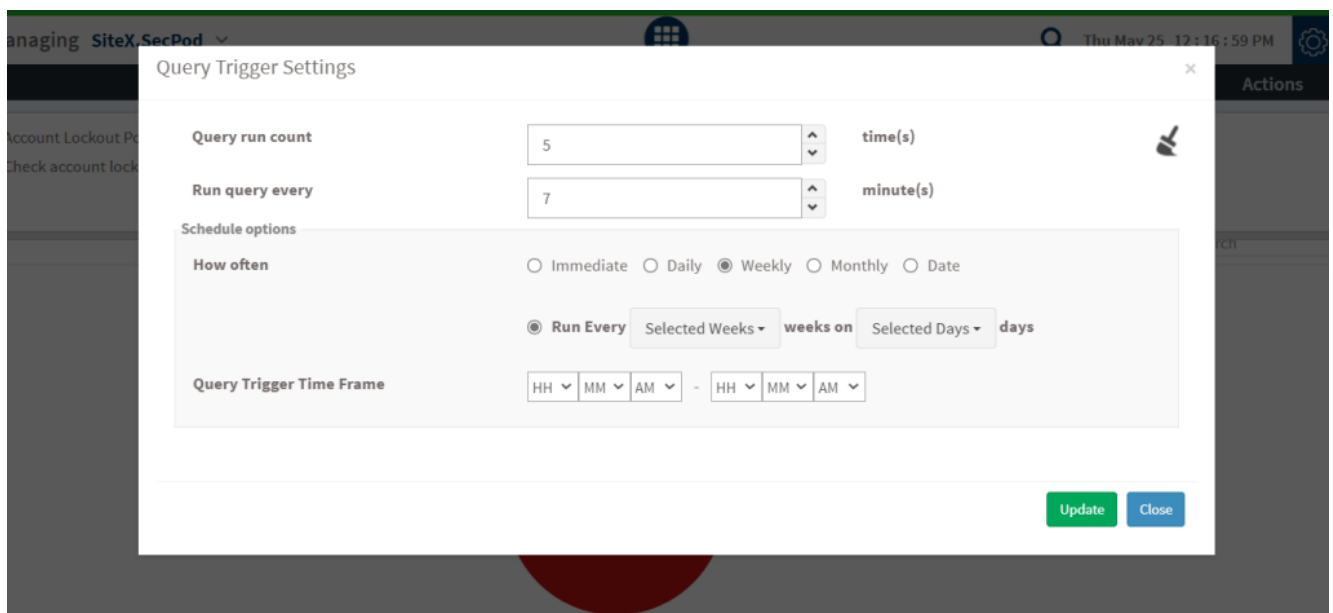 anaging SiteX.SecPod
Thu May 25 12 : 16 : 59 PM
Query Trigger Settings
×
Actions
Account Lockout Po
Query run count 5 time(s)
Check account lock
Run query every 7 minute(s)
Schedule options
rch
How often Immediate Daily Weekly Monthly Date
Run Every Selected Weeks weeks on Selected Days days
Query Trigger Time Frame HH MM AM - HH MM AM
Update Close